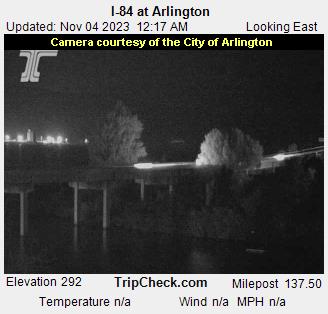 I-84 at Arlington
Updated: Nov 04 2023 12:17 AM Looking East
Camera courtesy of the City of Arlington
Elevation 292 TripCheck.com Milepost 137.50
Temperature n/a Wind n/a MPH n/a